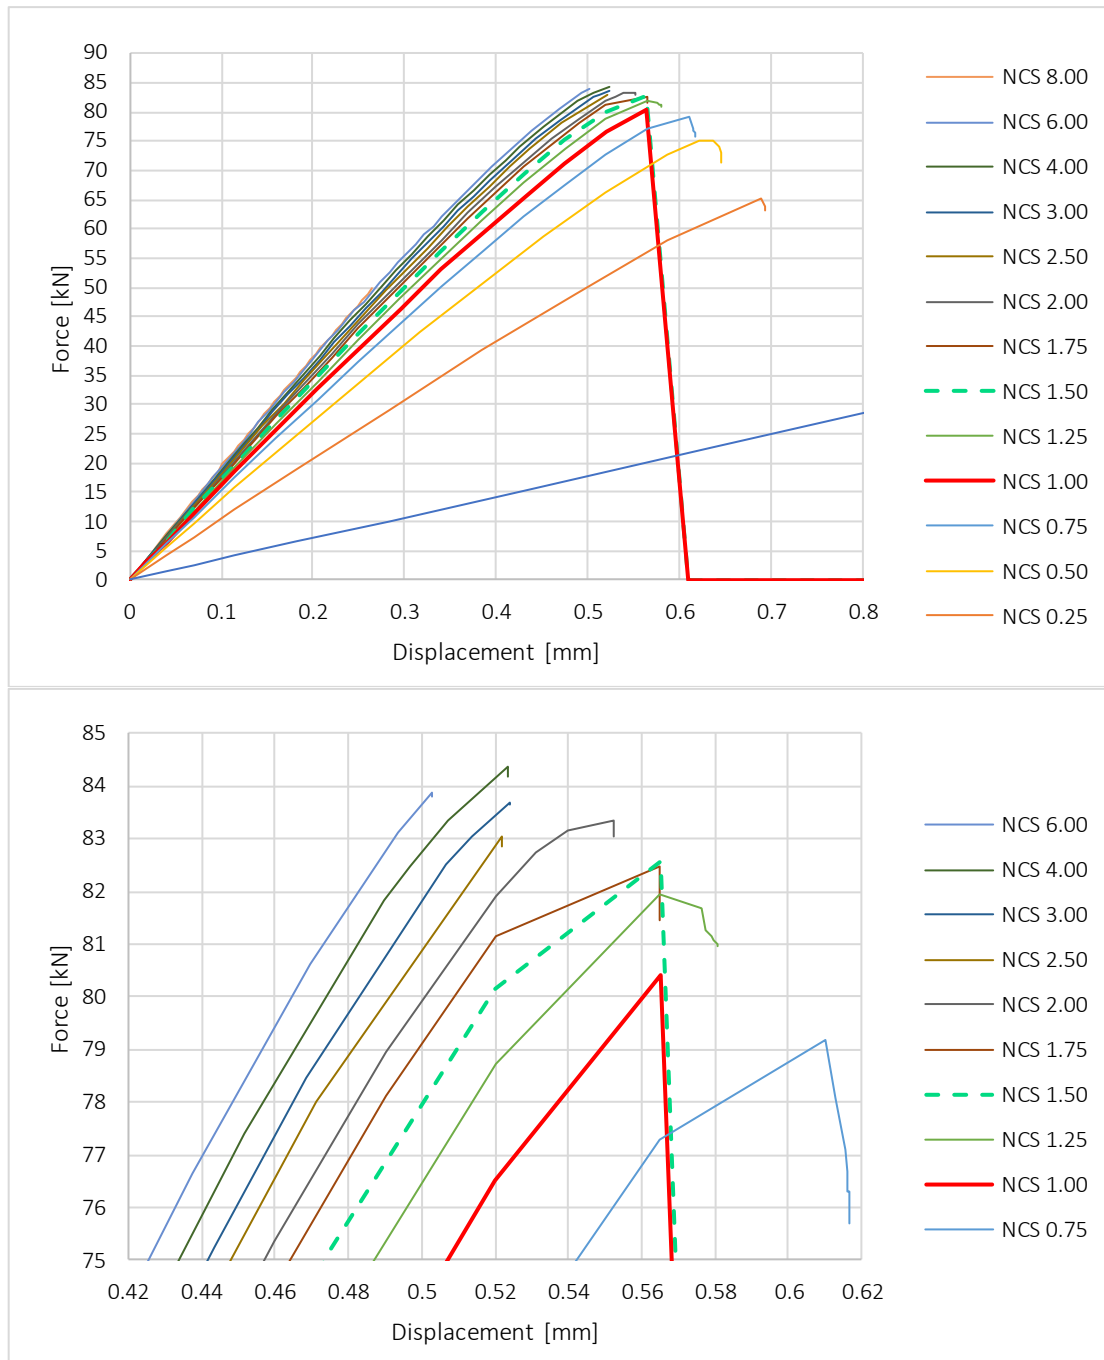 90
85
80
75
70
65
60
55
50
45
40
35
30
25
20
15
10
5
0
Force [kN]
0 0.1 0.2 0.3 0.4 0.5 0.6 0.7 0.8
Displacement [mm]
NCS 8.00
NCS 6.00
NCS 4.00
NCS 3.00
NCS 2.50
NCS 2.00
NCS 1.75
NCS 1.50
NCS 1.25
NCS 1.00
NCS 0.75
NCS 0.50
NCS 0.25
85
84
83
82
81
80
79
78
77
76
75
Force [kN]
0.42 0.44 0.46 0.48 0.5 0.52 0.54 0.56 0.58 0.6 0.62
Displacement [mm]
NCS 6.00
NCS 4.00
NCS 3.00
NCS 2.50
NCS 2.00
NCS 1.75
NCS 1.50
NCS 1.25
NCS 1.00
NCS 0.75